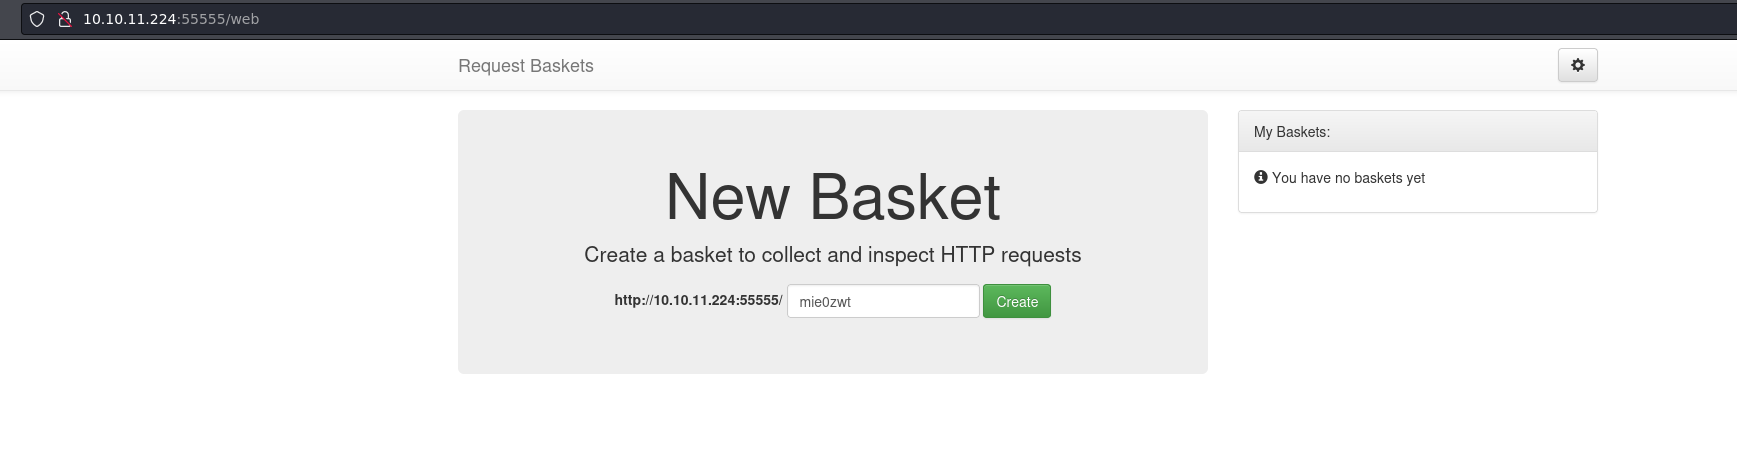 10.10.11.224:55555/web
Request Baskets
New Basket
Create a basket to collect and inspect HTTP requests
http://10.10.11.224:55555/ mie0zwt Create
My Baskets:
You have no baskets yet